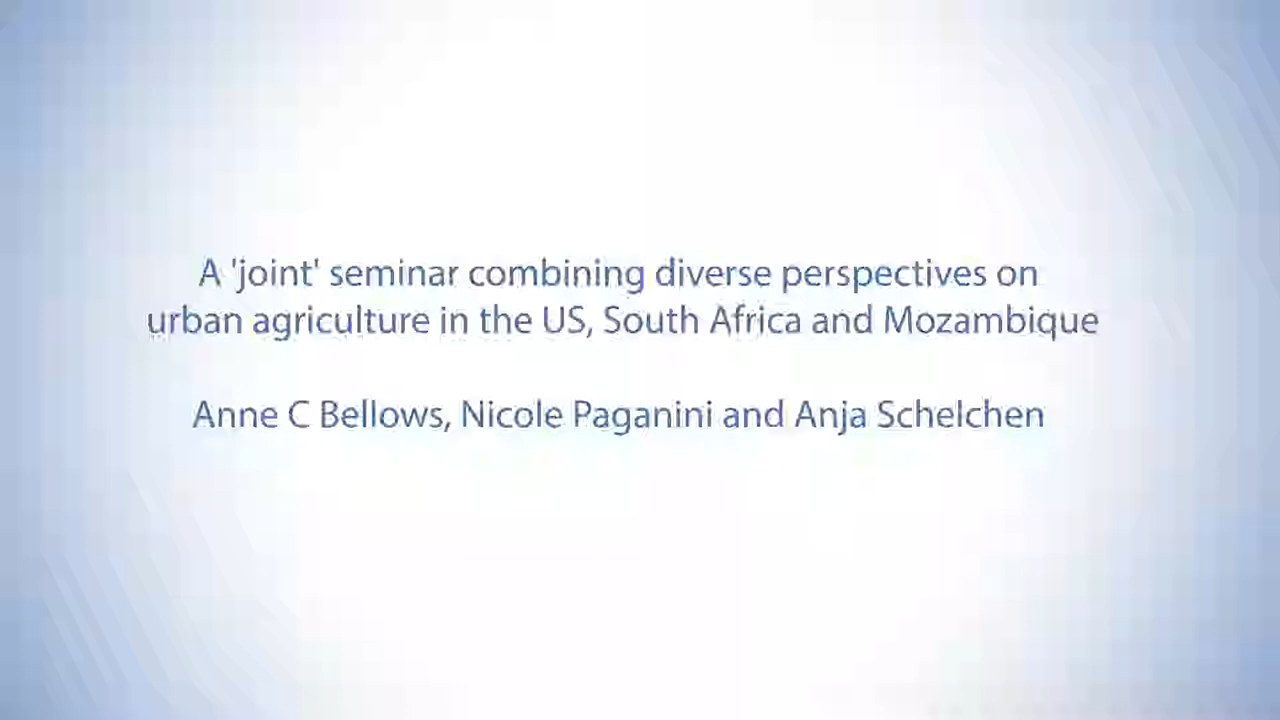 A 'joint' seminar combining diverse perspectives on
urban agriculture in the US, South Africa and Mozambique
Anne C Bellows, Nicole Paganini and Anja Schelchen